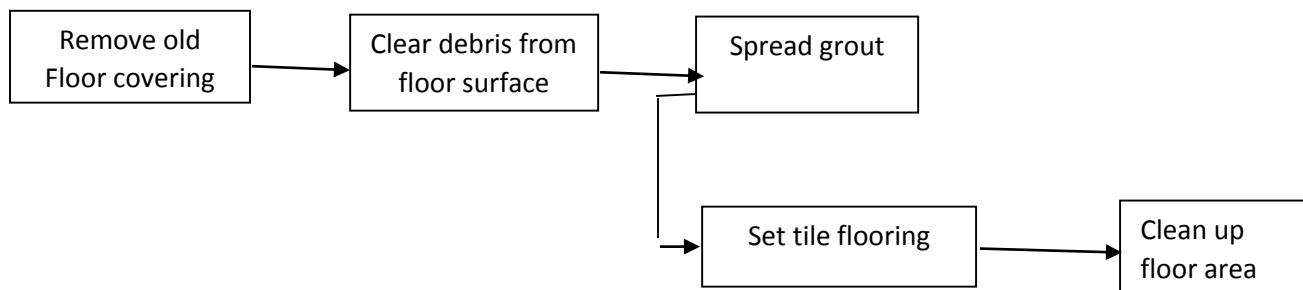 Remove old
Floor covering
Clear debris from
floor surface
Spread grout
Set tile flooring
Clean up
floor area